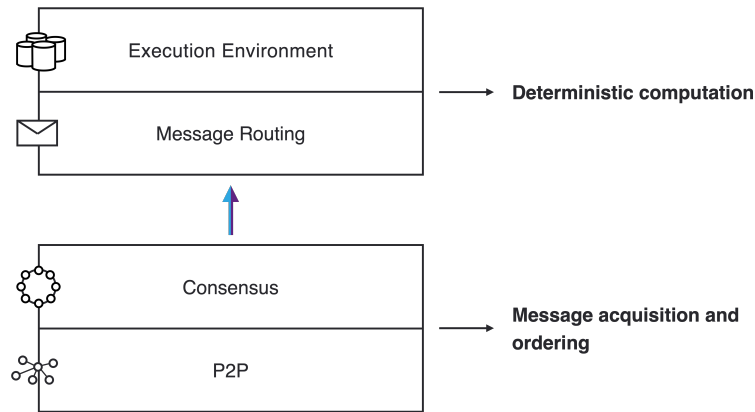 Execution Environment
Deterministic computation
Message Routing
Consensus
Message acquisition and
ordering
P2P